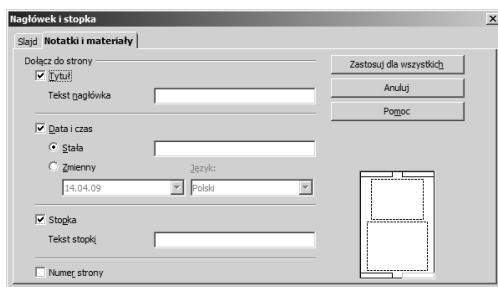 Nagłówek i stopka
Slajd Notatki i materiały
Dołącz do strony
Tytuł
Tekst nagłówka
Data i czas
Stała
Zmienny
Język:
14.04.09
Polski
Stopka
Tekst stopki
Numer strony
Zastosuj dla wszystkich
Anuluj
Pomoc